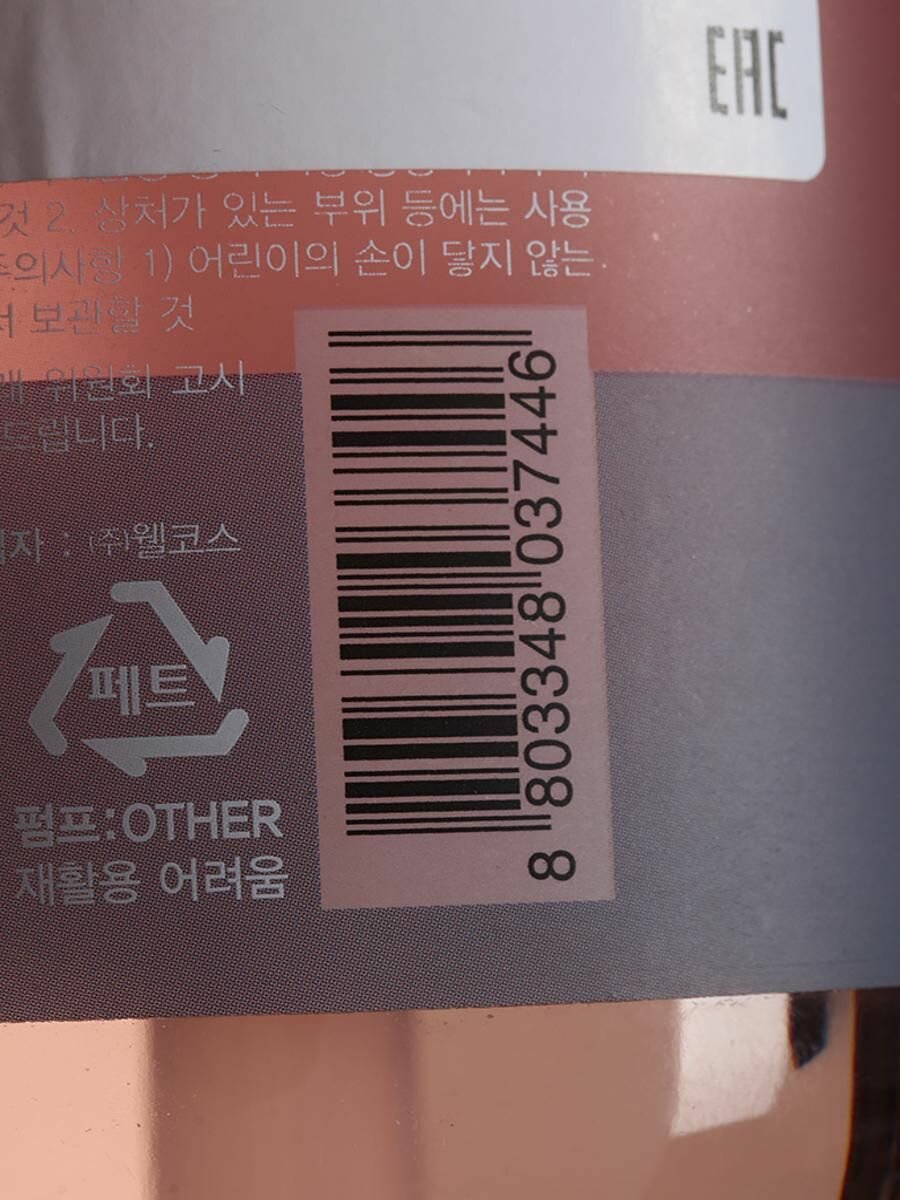 EAC
것 2. 상처가 있는 부위 등에는 사용
주의사항 1) 어린이의 손이 닿지 않는
서 보관할 것
매 위원회 고시
드립니다.
자 : (주)웰코스
페트
펌프:OTHER
재활용 어려움
8 803348 037446